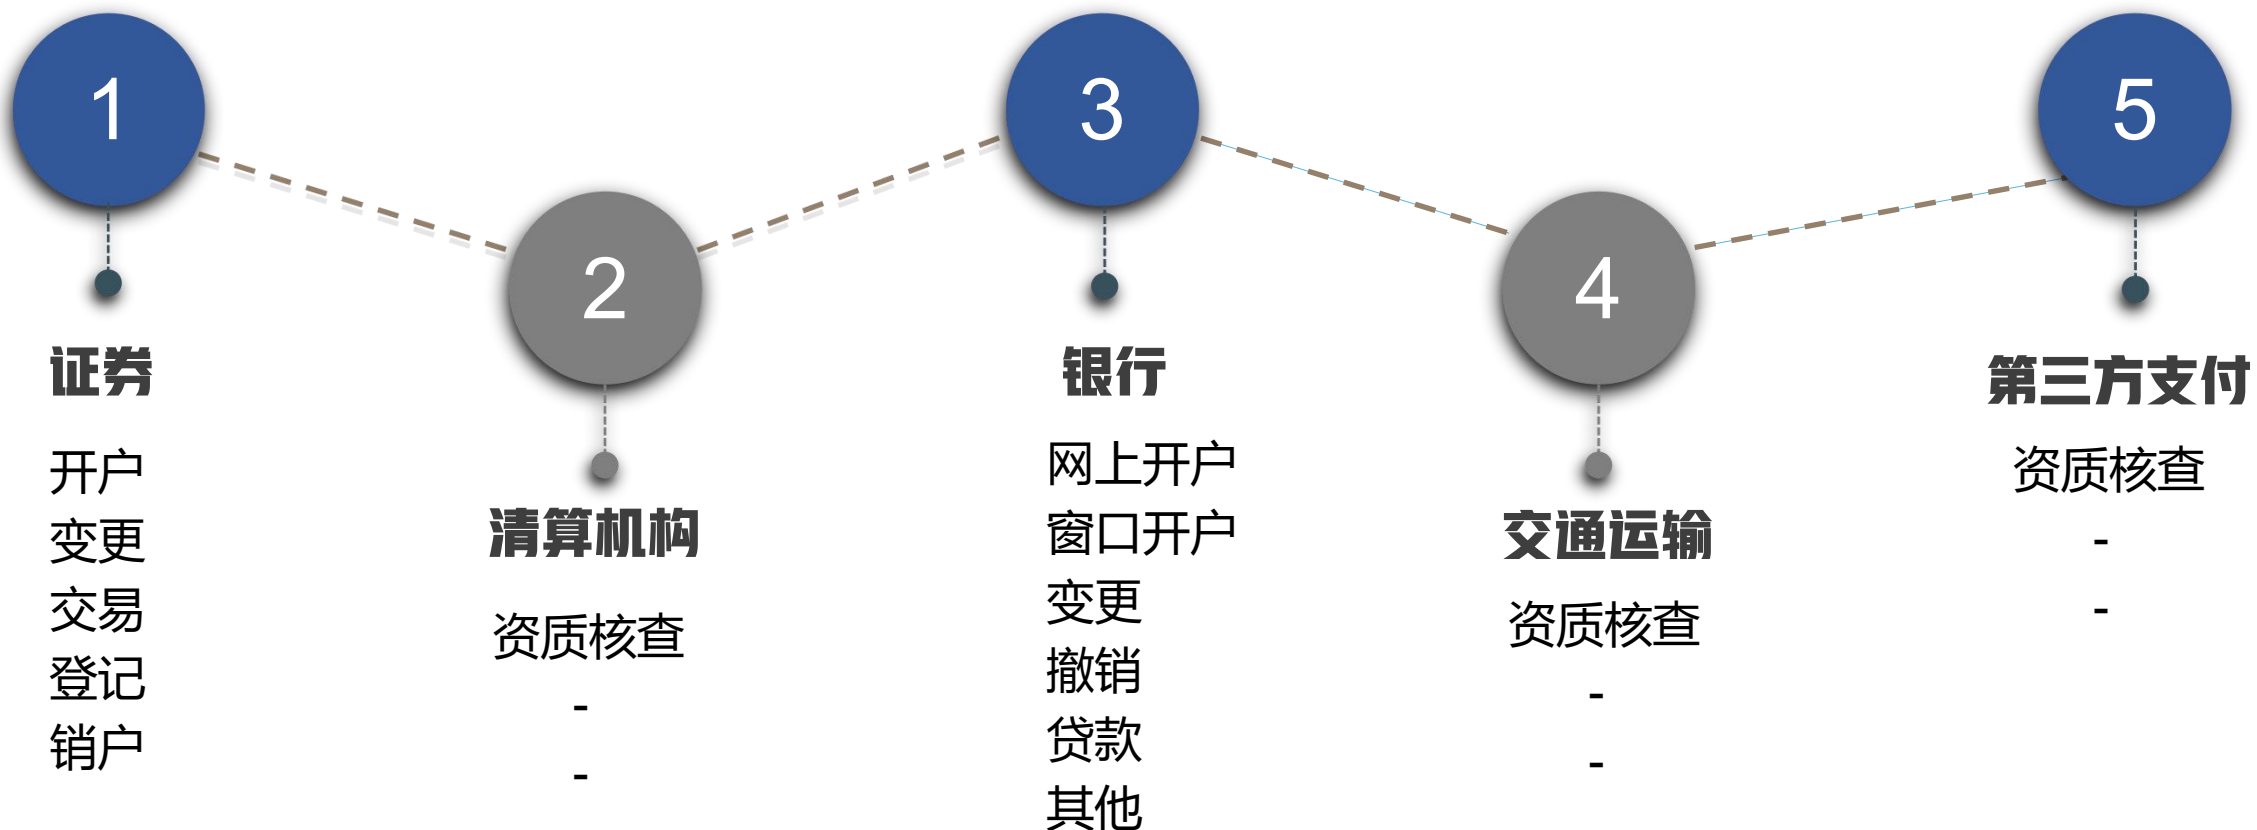 1
证券
开户
变更
交易
登记
销户
2
清算机构
资质核查
-
-
3
银行
网上开户
窗口开户
变更
撤销
贷款
其他
4
交通运输
资质核查
-
-
5
第三方支付
资质核查
-
-